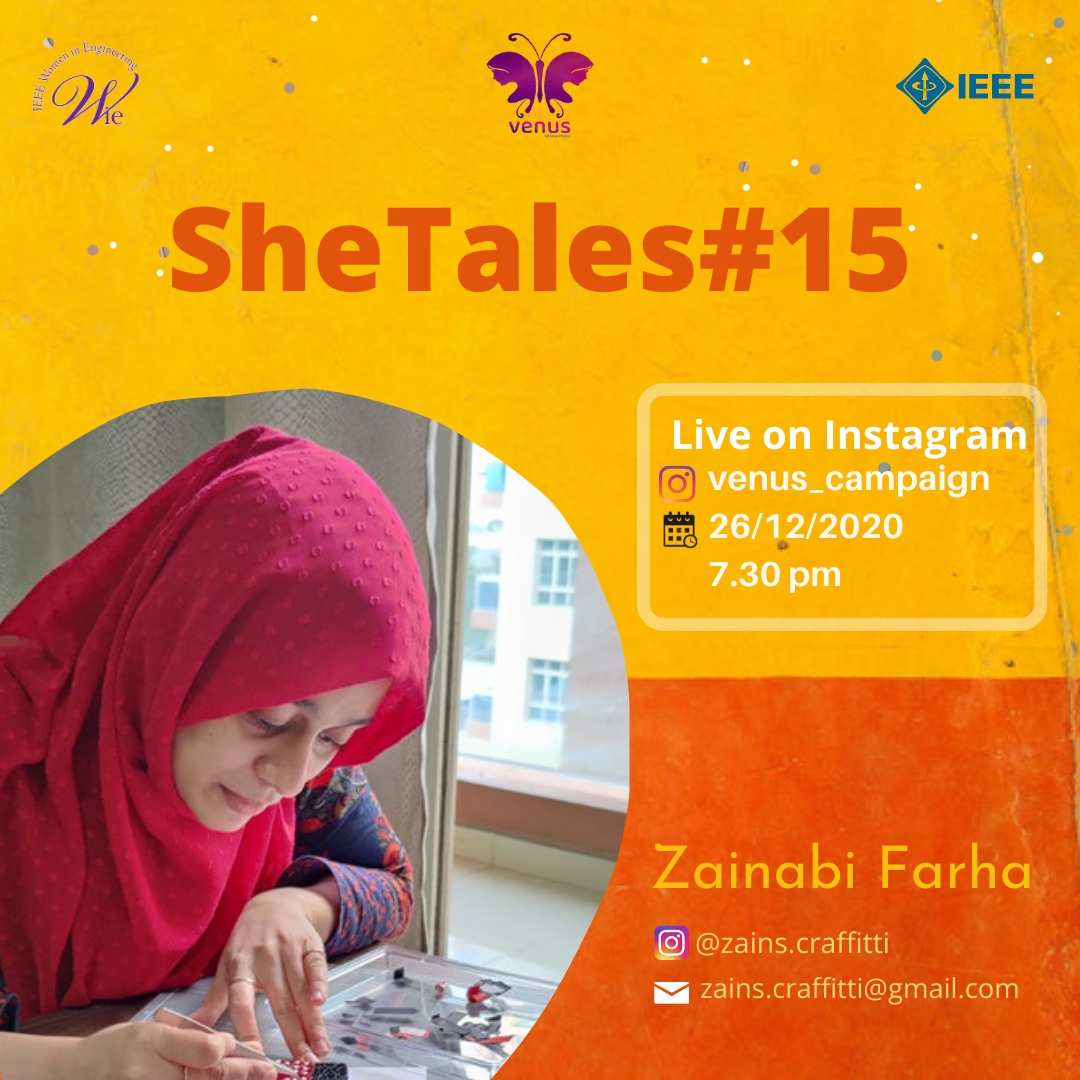 IEEE Women in Engineering
Wie
venus
IEEE
SheTales#15
Live on Instagram
venus_campaign
26/12/2020
7.30 pm
Zainabi Farha
@zains.craffitti
zains.craffitti@gmail.com